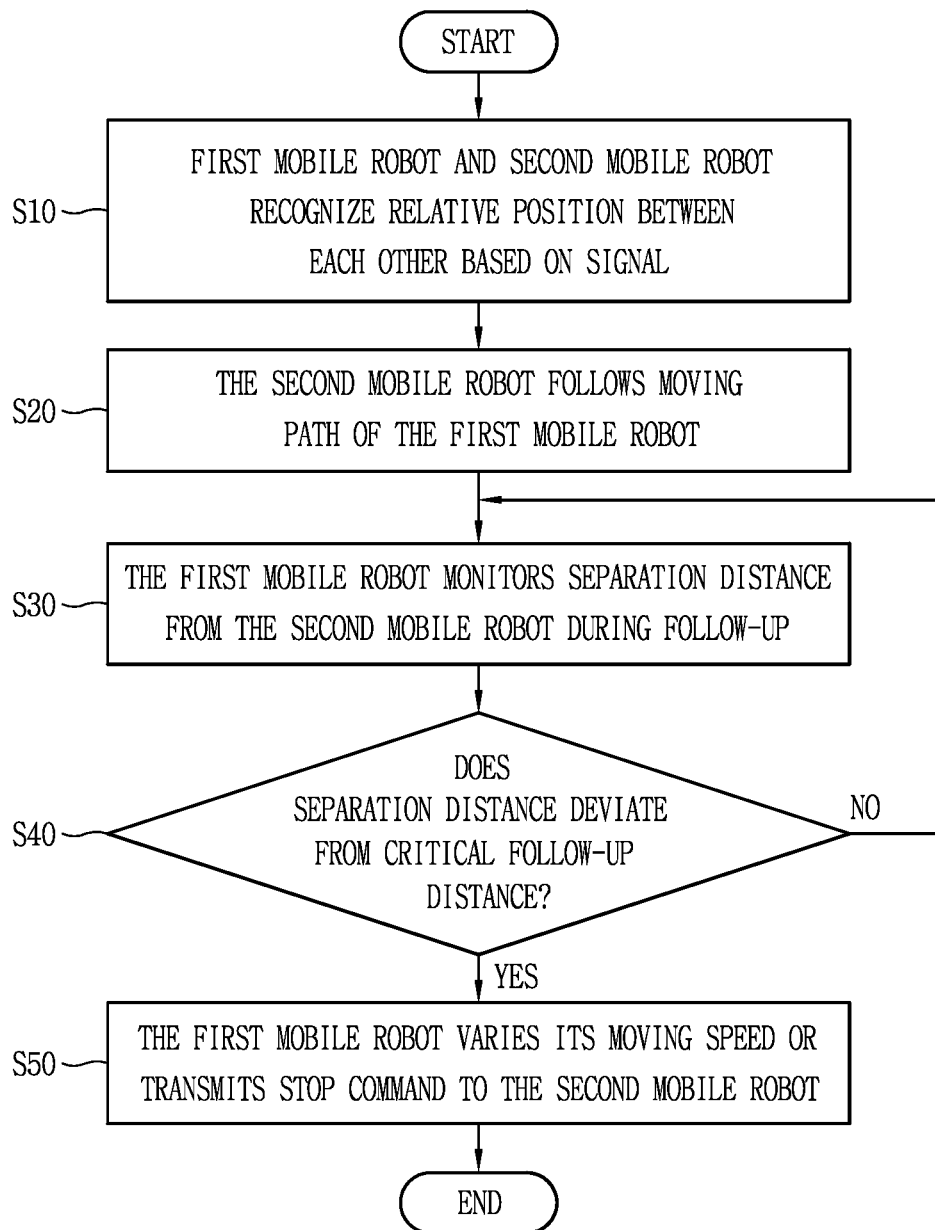 START
S10
FIRST MOBILE ROBOT AND SECOND MOBILE ROBOT
RECOGNIZE RELATIVE POSITION BETWEEN
EACH OTHER BASED ON SIGNAL
S20
THE SECOND MOBILE ROBOT FOLLOWS MOVING
PATH OF THE FIRST MOBILE ROBOT
S30
THE FIRST MOBILE ROBOT MONITORS SEPARATION DISTANCE
FROM THE SECOND MOBILE ROBOT DURING FOLLOW-UP
S40
DOES
SEPARATION DISTANCE DEVIATE
FROM CRITICAL FOLLOW-UP
DISTANCE?
NO
YES
S50
THE FIRST MOBILE ROBOT VARIES ITS MOVING SPEED OR
TRANSMITS STOP COMMAND TO THE SECOND MOBILE ROBOT
END